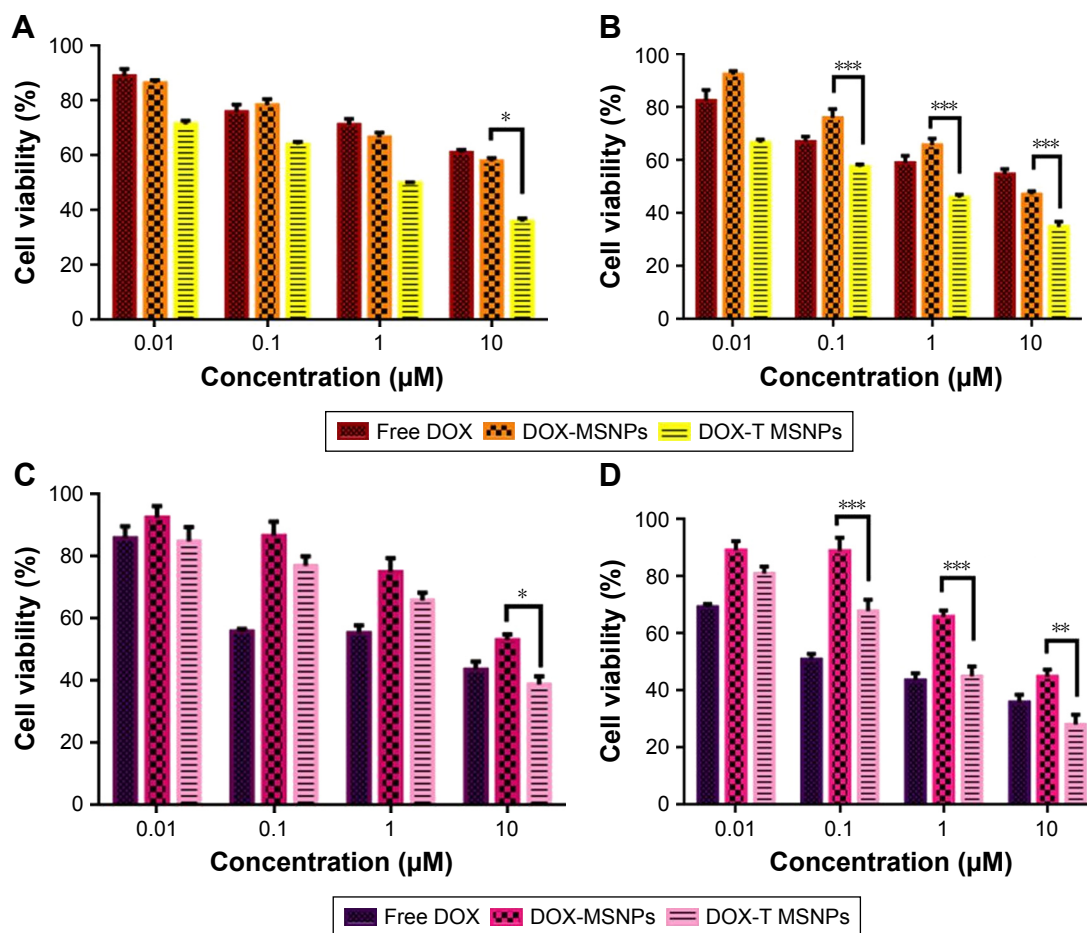 A
Cell viability (%)
100
80
60
40
20
0
*
0.01 0.1 1 10
Concentration (µM)
B
Cell viability (%)
100
80
60
40
20
0
***
***
***
0.01 0.1 1 10
Concentration (µM)
Free DOX DOX-MSNPs DOX-T MSNPs
C
Cell viability (%)
100
80
60
40
20
0
*
0.01 0.1 1 10
Concentration (µM)
D
Cell viability (%)
100
80
60
40
20
0
***
***
**
0.01 0.1 1 10
Concentration (µM)
Free DOX DOX-MSNPs DOX-T MSNPs